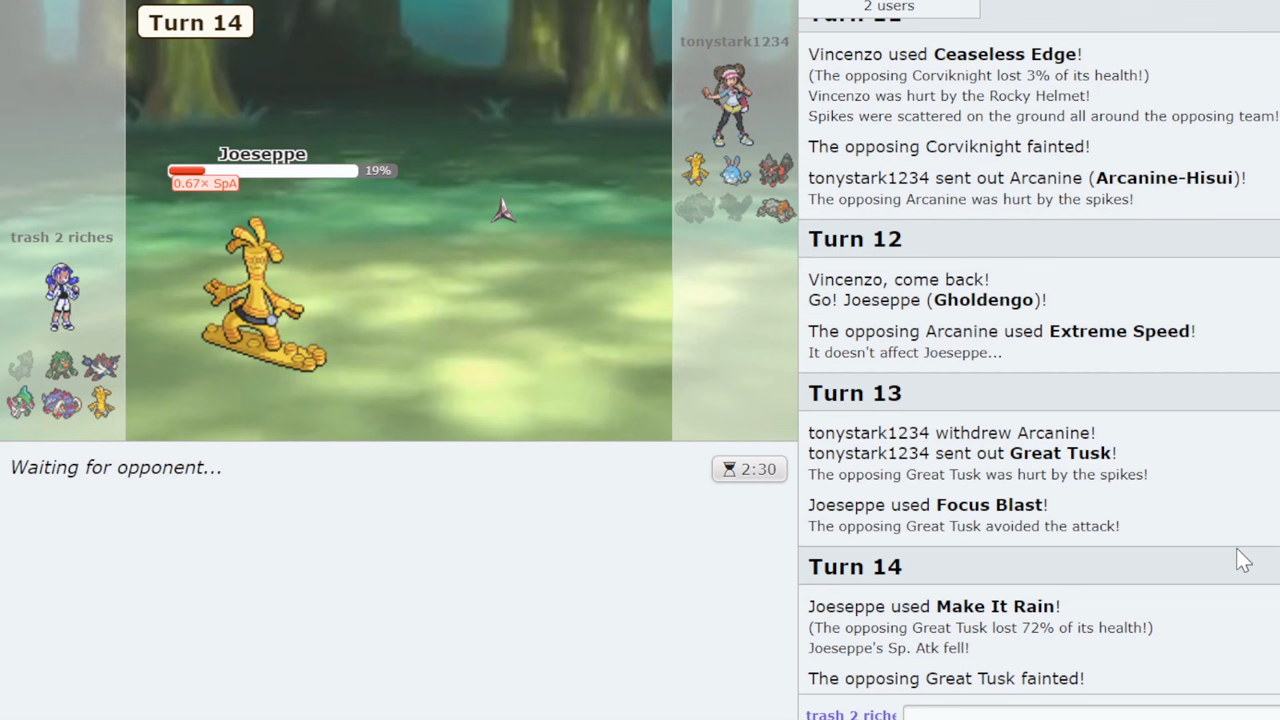 Turn 14
tonystark1234
Joeseppe
19%
0.67× SpA
trash 2 riches
Waiting for opponent...
2:30
2 users
Vincenzo used Ceaseless Edge!
(The opposing Corviknight lost 3% of its health!)
Vincenzo was hurt by the Rocky Helmet!
Spikes were scattered on the ground all around the opposing team!
The opposing Corviknight fainted!
tonystark1234 sent out Arcanine (Arcanine-Hisui)!
The opposing Arcanine was hurt by the spikes!
Turn 12
Vincenzo, come back!
Go! Joeseppe (Gholdengo)!
The opposing Arcanine used Extreme Speed!
It doesn't affect Joeseppe...
Turn 13
tonystark1234 withdrew Arcanine!
tonystark1234 sent out Great Tusk!
The opposing Great Tusk was hurt by the spikes!
Joeseppe used Focus Blast!
The opposing Great Tusk avoided the attack!
Turn 14
Joeseppe used Make It Rain!
(The opposing Great Tusk lost 72% of its health!)
Joeseppe's Sp. Atk fell!
The opposing Great Tusk fainted!
trash 2 riche